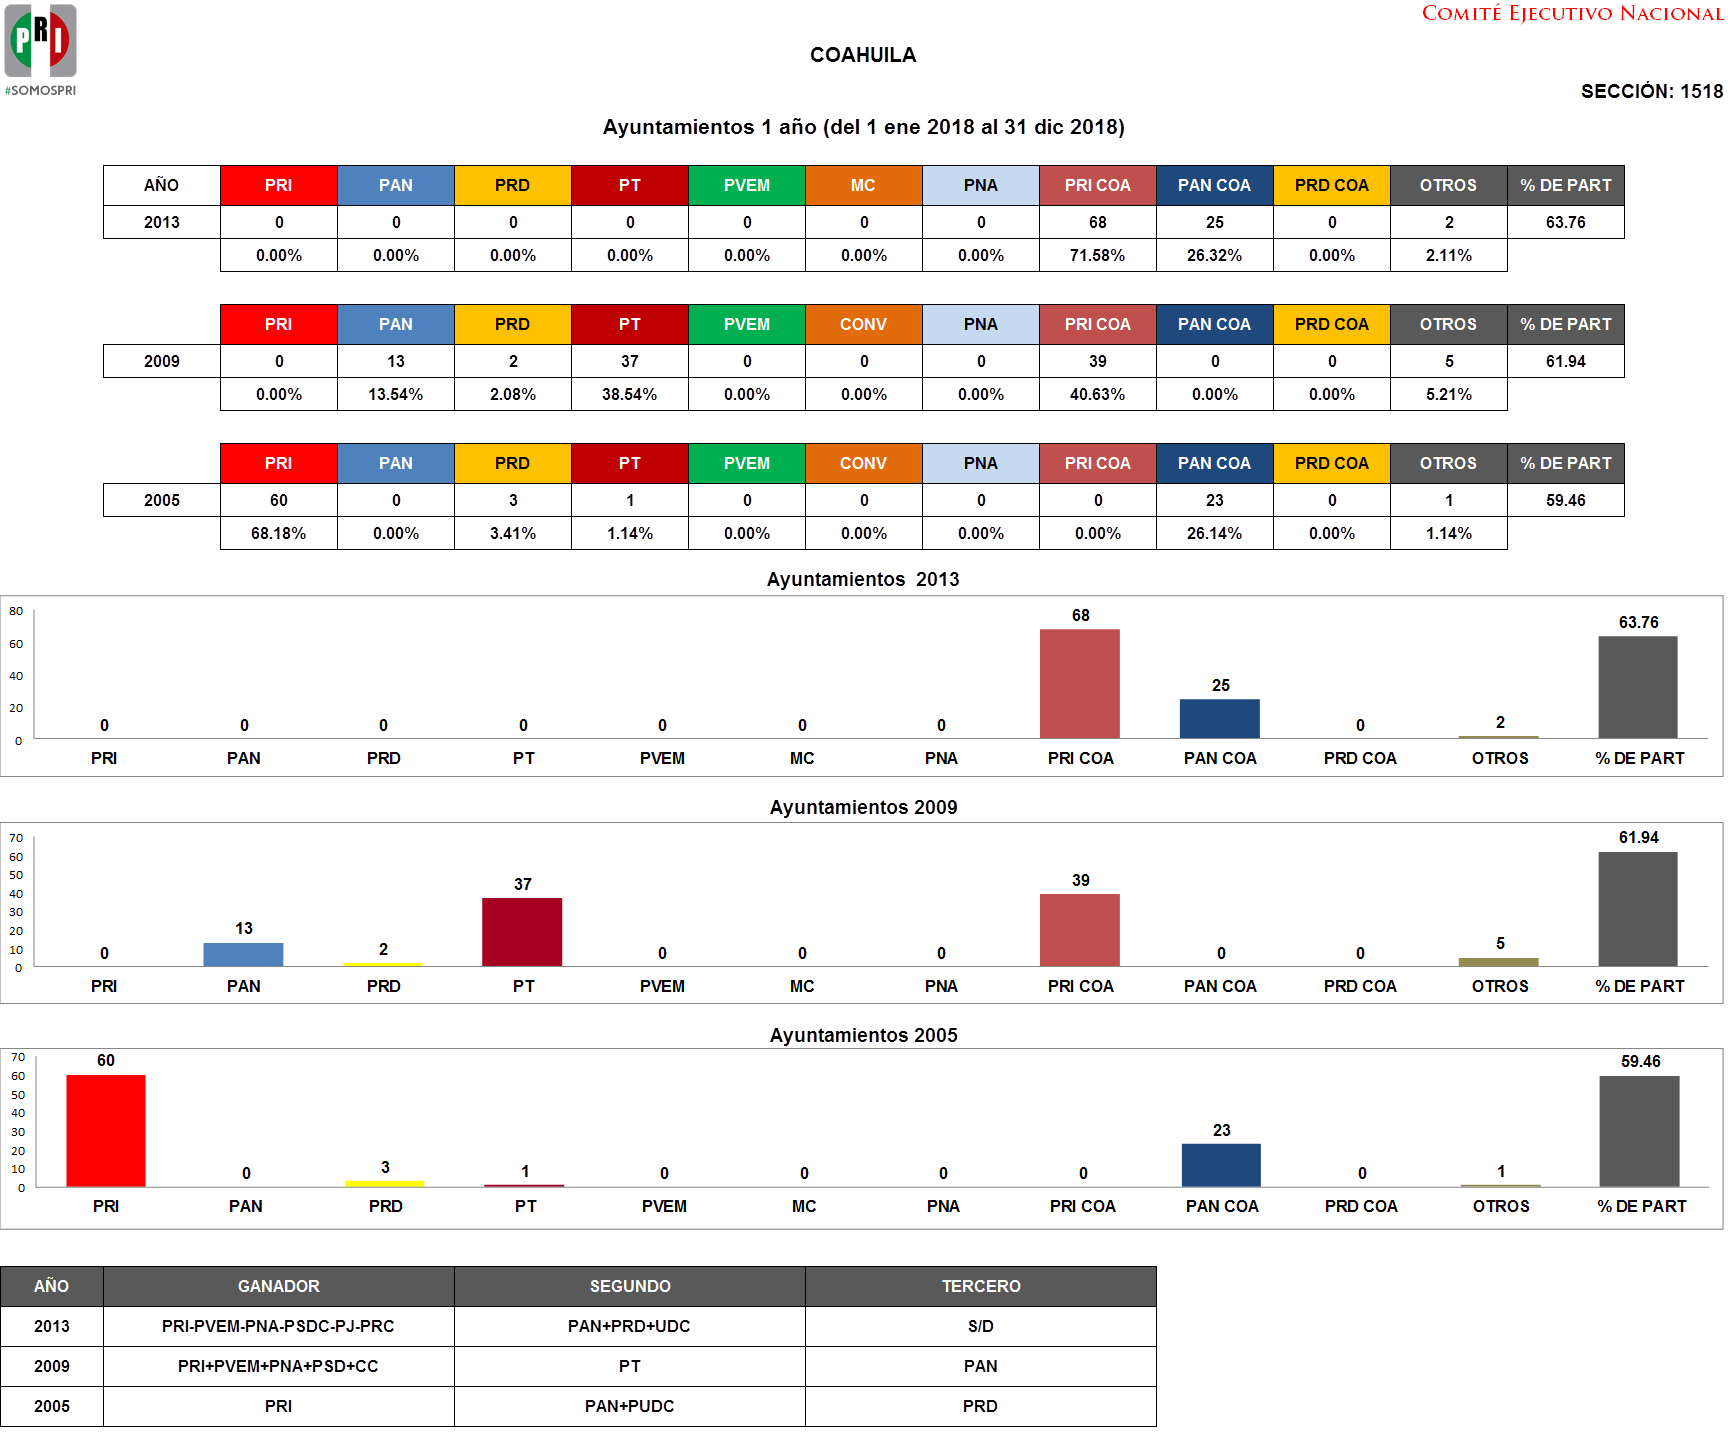 COMITÉ EJECUTIVO NACIONAL
PRI
#SOMOSPRI
COAHUILA
SECCIÓN: 1518
Ayuntamientos 1 año (del 1 ene 2018 al 31 dic 2018)
AÑO PRI PAN PRD PT PVEM MC PNA PRI COA PAN COA PRD COA OTROS % DE PART
2013 0 0 0 0 0 0 0 68 25 0 2 63.76
0.00% 0.00% 0.00% 0.00% 0.00% 0.00% 0.00% 71.58% 26.32% 0.00% 2.11%
PRI PAN PRD PT PVEM CONV PNA PRI COA PAN COA PRD COA OTROS % DE PART
2009 0 13 2 37 0 0 0 39 0 0 5 61.94
0.00% 13.54% 2.08% 38.54% 0.00% 0.00% 0.00% 40.63% 0.00% 0.00% 5.21%
PRI PAN PRD PT PVEM CONV PNA PRI COA PAN COA PRD COA OTROS % DE PART
2005 60 0 3 1 0 0 0 0 23 0 1 59.46
68.18% 0.00% 3.41% 1.14% 0.00% 0.00% 0.00% 0.00% 26.14% 0.00% 1.14%
Ayuntamientos 2013
80
60
40
20
0
0 0 0 0 0 0 0 68 25 0 2 63.76
PRI PAN PRD PT PVEM MC PNA PRI COA PAN COA PRD COA OTROS % DE PART
Ayuntamientos 2009
70
60
50
40
30
20
10
0
0 13 2 37 0 0 0 39 0 0 5 61.94
PRI PAN PRD PT PVEM MC PNA PRI COA PAN COA PRD COA OTROS % DE PART
Ayuntamientos 2005
70
60
50
40
30
20
10
0
60 0 3 1 0 0 0 0 23 0 1 59.46
PRI PAN PRD PT PVEM MC PNA PRI COA PAN COA PRD COA OTROS % DE PART
AÑO GANADOR SEGUNDO TERCERO
2013 PRI-PVEM-PNA-PSDC-PJ-PRC PAN+PRD+UDC S/D
2009 PRI+PVEM+PNA+PSD+CC PT PAN
2005 PRI PAN+PUDC PRD